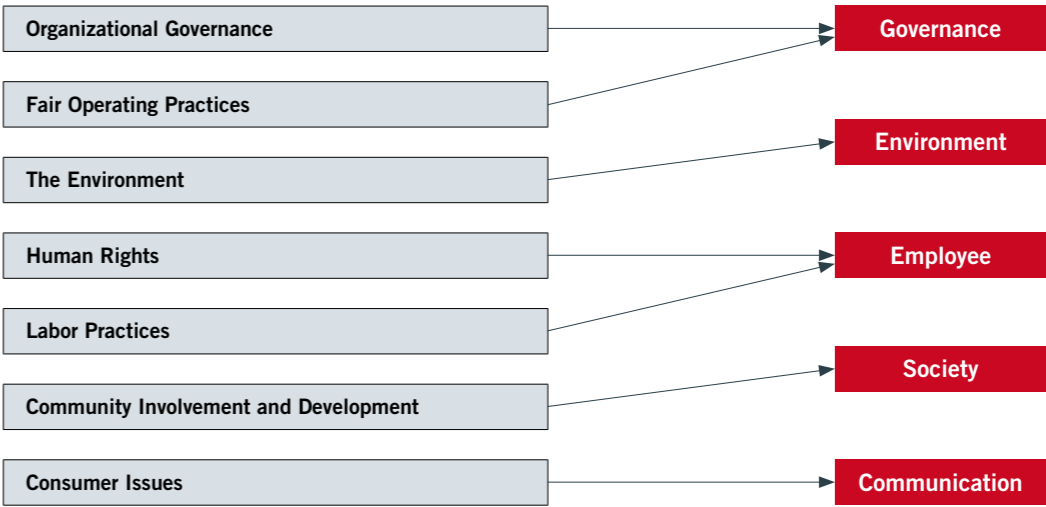 Organizational Governance
Governance
Fair Operating Practices
Environment
The Environment
Human Rights
Employee
Labor Practices
Society
Community Involvement and Development
Consumer Issues
Communication